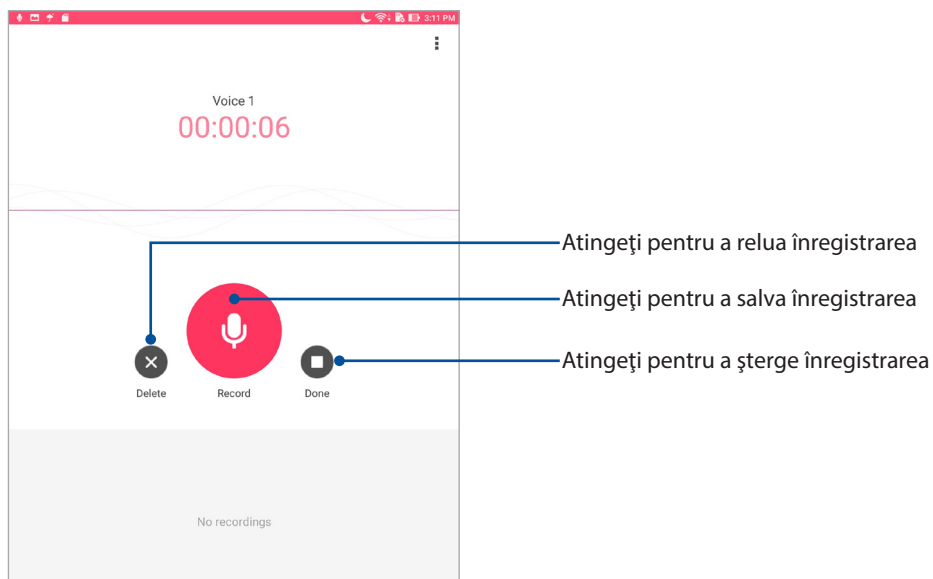 3:11 PM
Voice 1
00:00:06
Atingeţi pentru a relua înregistrarea
Atingeţi pentru a salva înregistrarea
Atingeţi pentru a şterge înregistrarea
Delete
Record
Done
No recordings